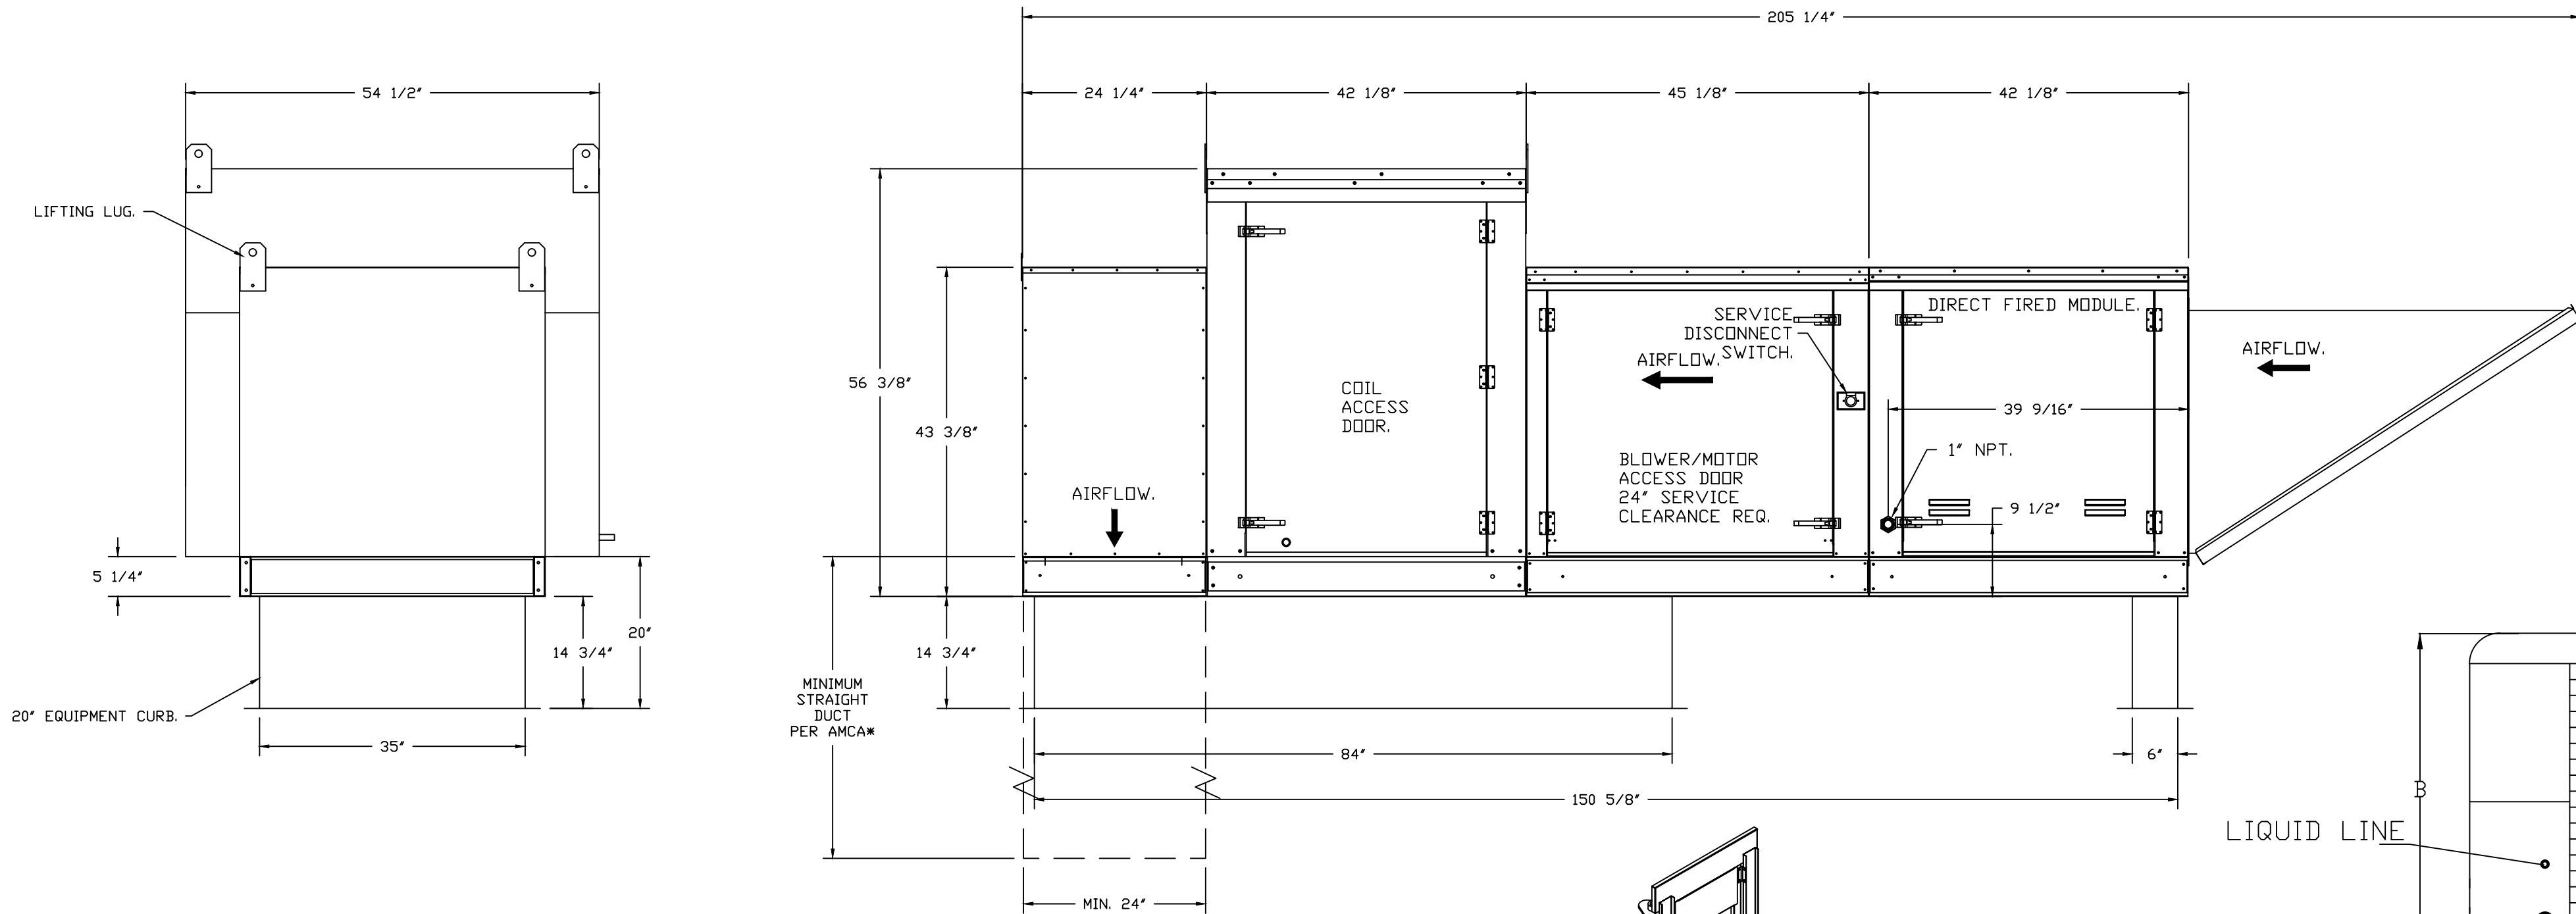 205 1/4"
54 1/2"
24 1/4"
42 1/8"
45 1/8"
42 1/8"
LIFTING LUG.
56 3/8"
43 3/8"
COIL
ACCESS
DOOR.
SERVICE
DISCONNECT
SWITCH.
AIRFLOW.
DIRECT FIRED MODULE.
AIRFLOW.
39 9/16"
1" NPT.
BLOWER/MOTOR
ACCESS DOOR
24" SERVICE
CLEARANCE REQ.
9 1/2"
AIRFLOW.
5 1/4"
20"
14 3/4"
14 3/4"
20" EQUIPMENT CURB.
35"
MINIMUM
STRAIGHT
DUCT
PER AMCA*
84"
6"
150 5/8"
MIN. 24"
B
LIQUID LINE